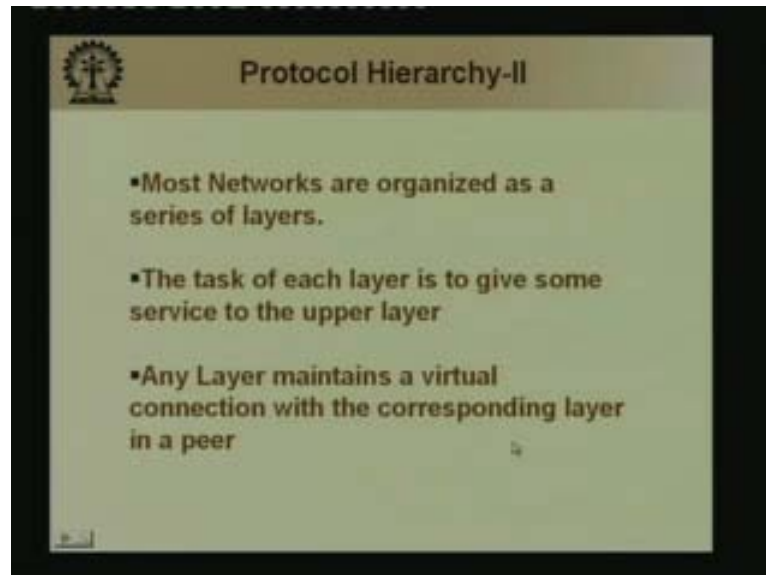 Protocol Hierarchy-II
▪Most Networks are organized as a
series of layers.
▪The task of each layer is to give some
service to the upper layer
▪Any Layer maintains a virtual
connection with the corresponding layer
in a peer